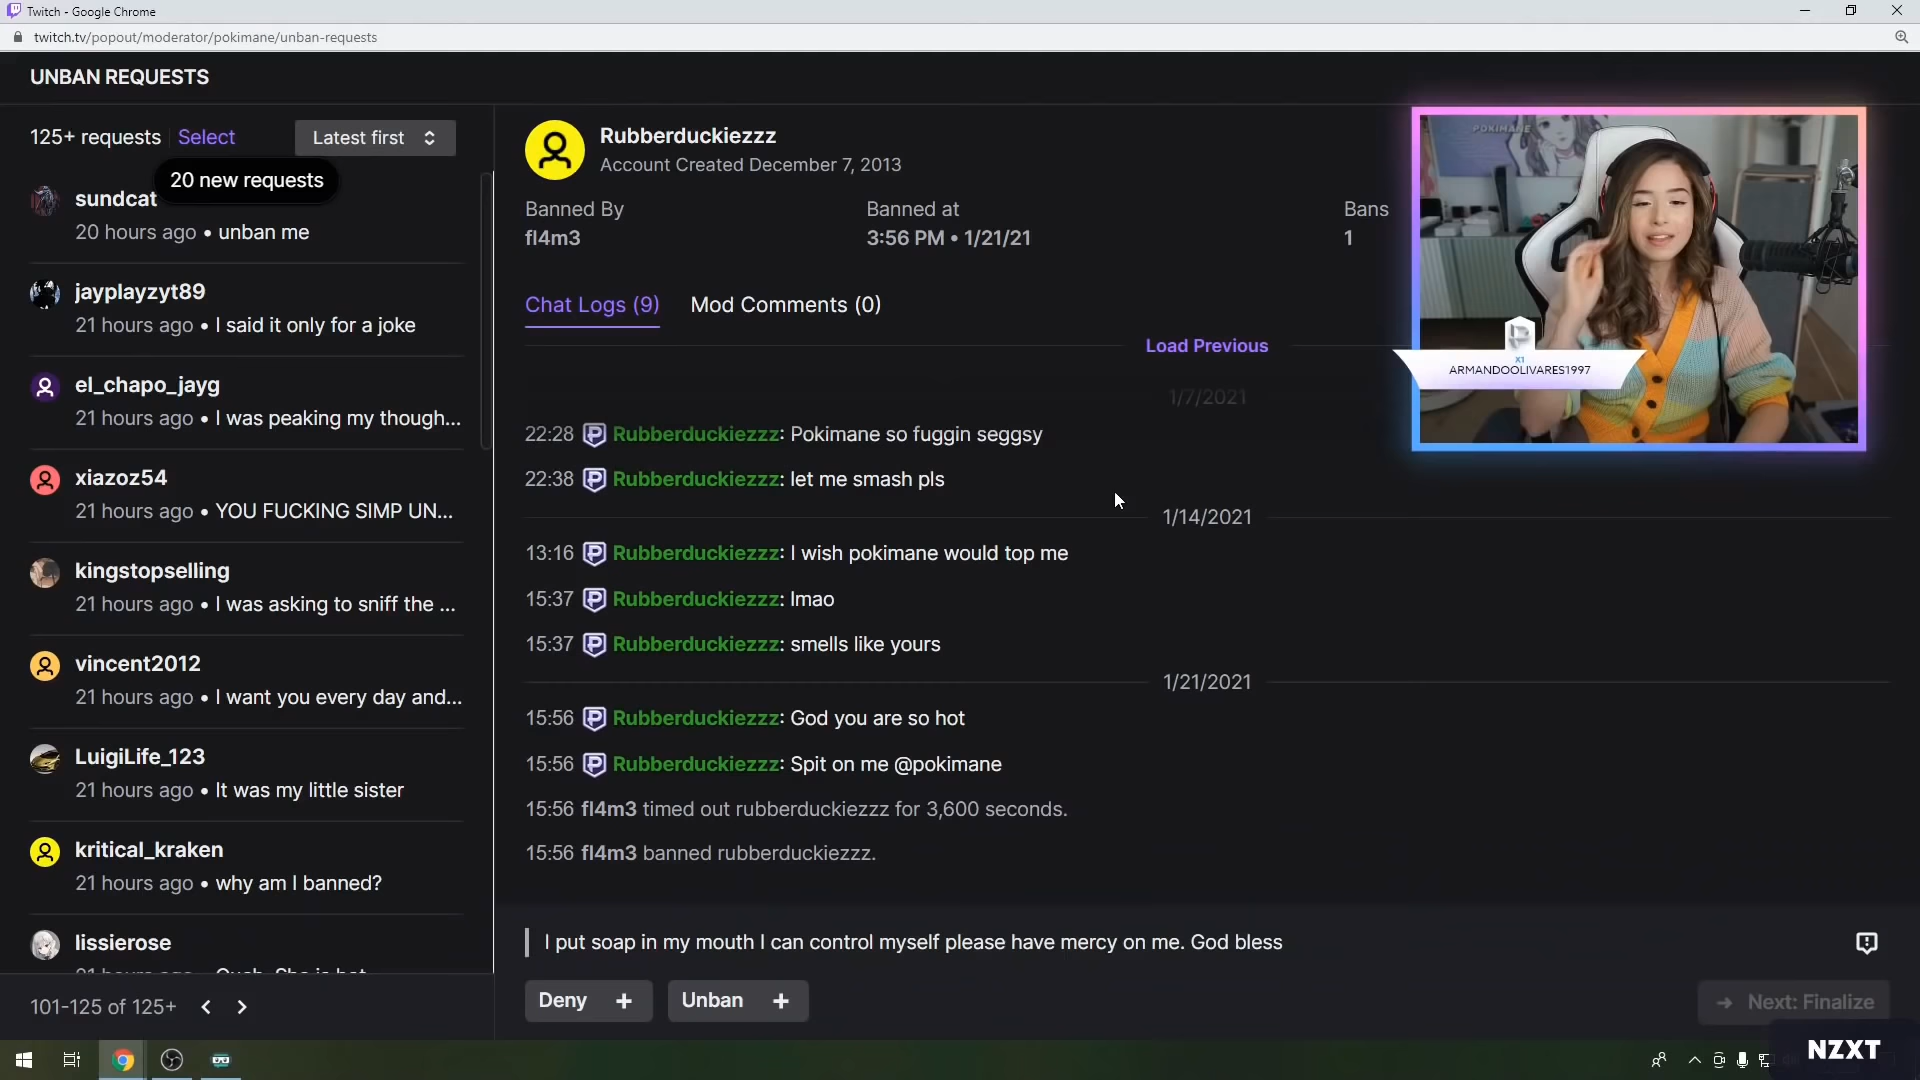 Twitch - Google Chrome
twitch.tv/popout/moderator/pokimane/unban-requests
UNBAN REQUESTS
125+ requests Select Latest first
20 new requests
sundcat
20 hours ago • unban me
jayplayzyt89
21 hours ago • I said it only for a joke
el_chapo_jayg
21 hours ago • I was peaking my though...
xiazoz54
21 hours ago • YOU FUCKING SIMP UN...
kingstopselling
21 hours ago • I was asking to sniff the ...
vincent2012
21 hours ago • I want you every day and...
LuigiLife_123
21 hours ago • It was my little sister
kritical_kraken
21 hours ago • why am I banned?
lissierose
101-125 of 125+
Rubberduckiezzz
Account Created December 7, 2013
Banned By Banned at Bans
fl4m3 3:56 PM • 1/21/21 1
Chat Logs (9) Mod Comments (0)
Load Previous
1/7/2021
22:28 Rubberduckiezzz: Pokimane so fuggin seggsy
22:38 Rubberduckiezzz: let me smash pls
1/14/2021
13:16 Rubberduckiezzz: I wish pokimane would top me
15:37 Rubberduckiezzz: lmao
15:37 Rubberduckiezzz: smells like yours
1/21/2021
15:56 Rubberduckiezzz: God you are so hot
15:56 Rubberduckiezzz: Spit on me @pokimane
15:56 fl4m3 timed out rubberduckiezzz for 3,600 seconds.
15:56 fl4m3 banned rubberduckiezzz.
I put soap in my mouth I can control myself please have mercy on me. God bless
Deny + Unban +
Next: Finalize
POKIMANE
X1
ARMANDOOLIVARES1997
NZXT